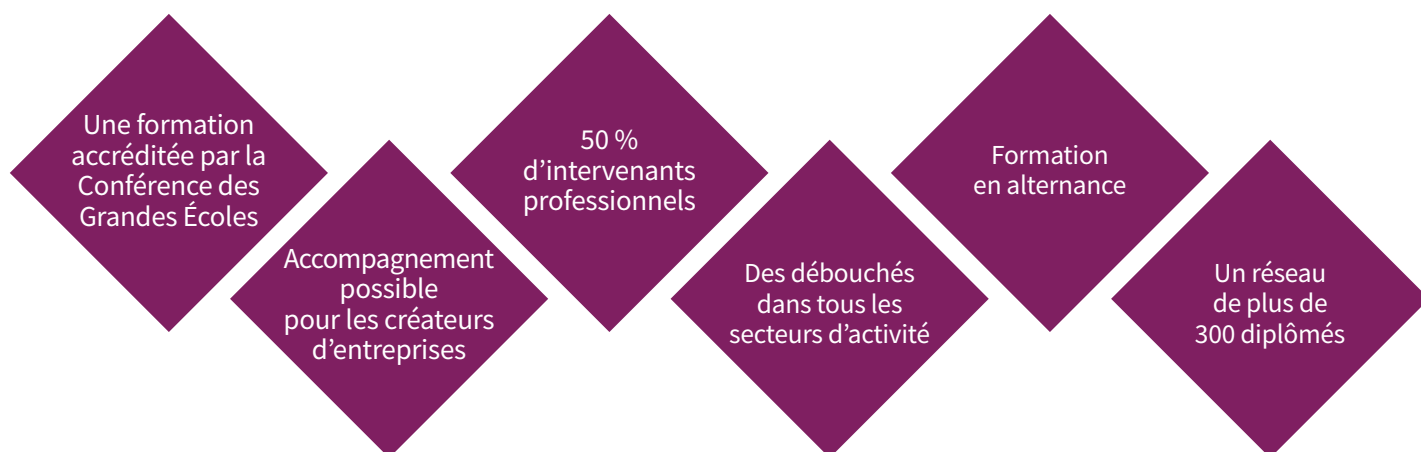 Une formation
accréditée par la
Conférence des
Grandes Écoles
Accompagnement
possible
pour les créateurs
d’entreprises
50 %
d’intervenants
professionnels
Des débouchés
dans tous les
secteurs d’activité
Formation
en alternance
Un réseau
de plus de
300 diplômés